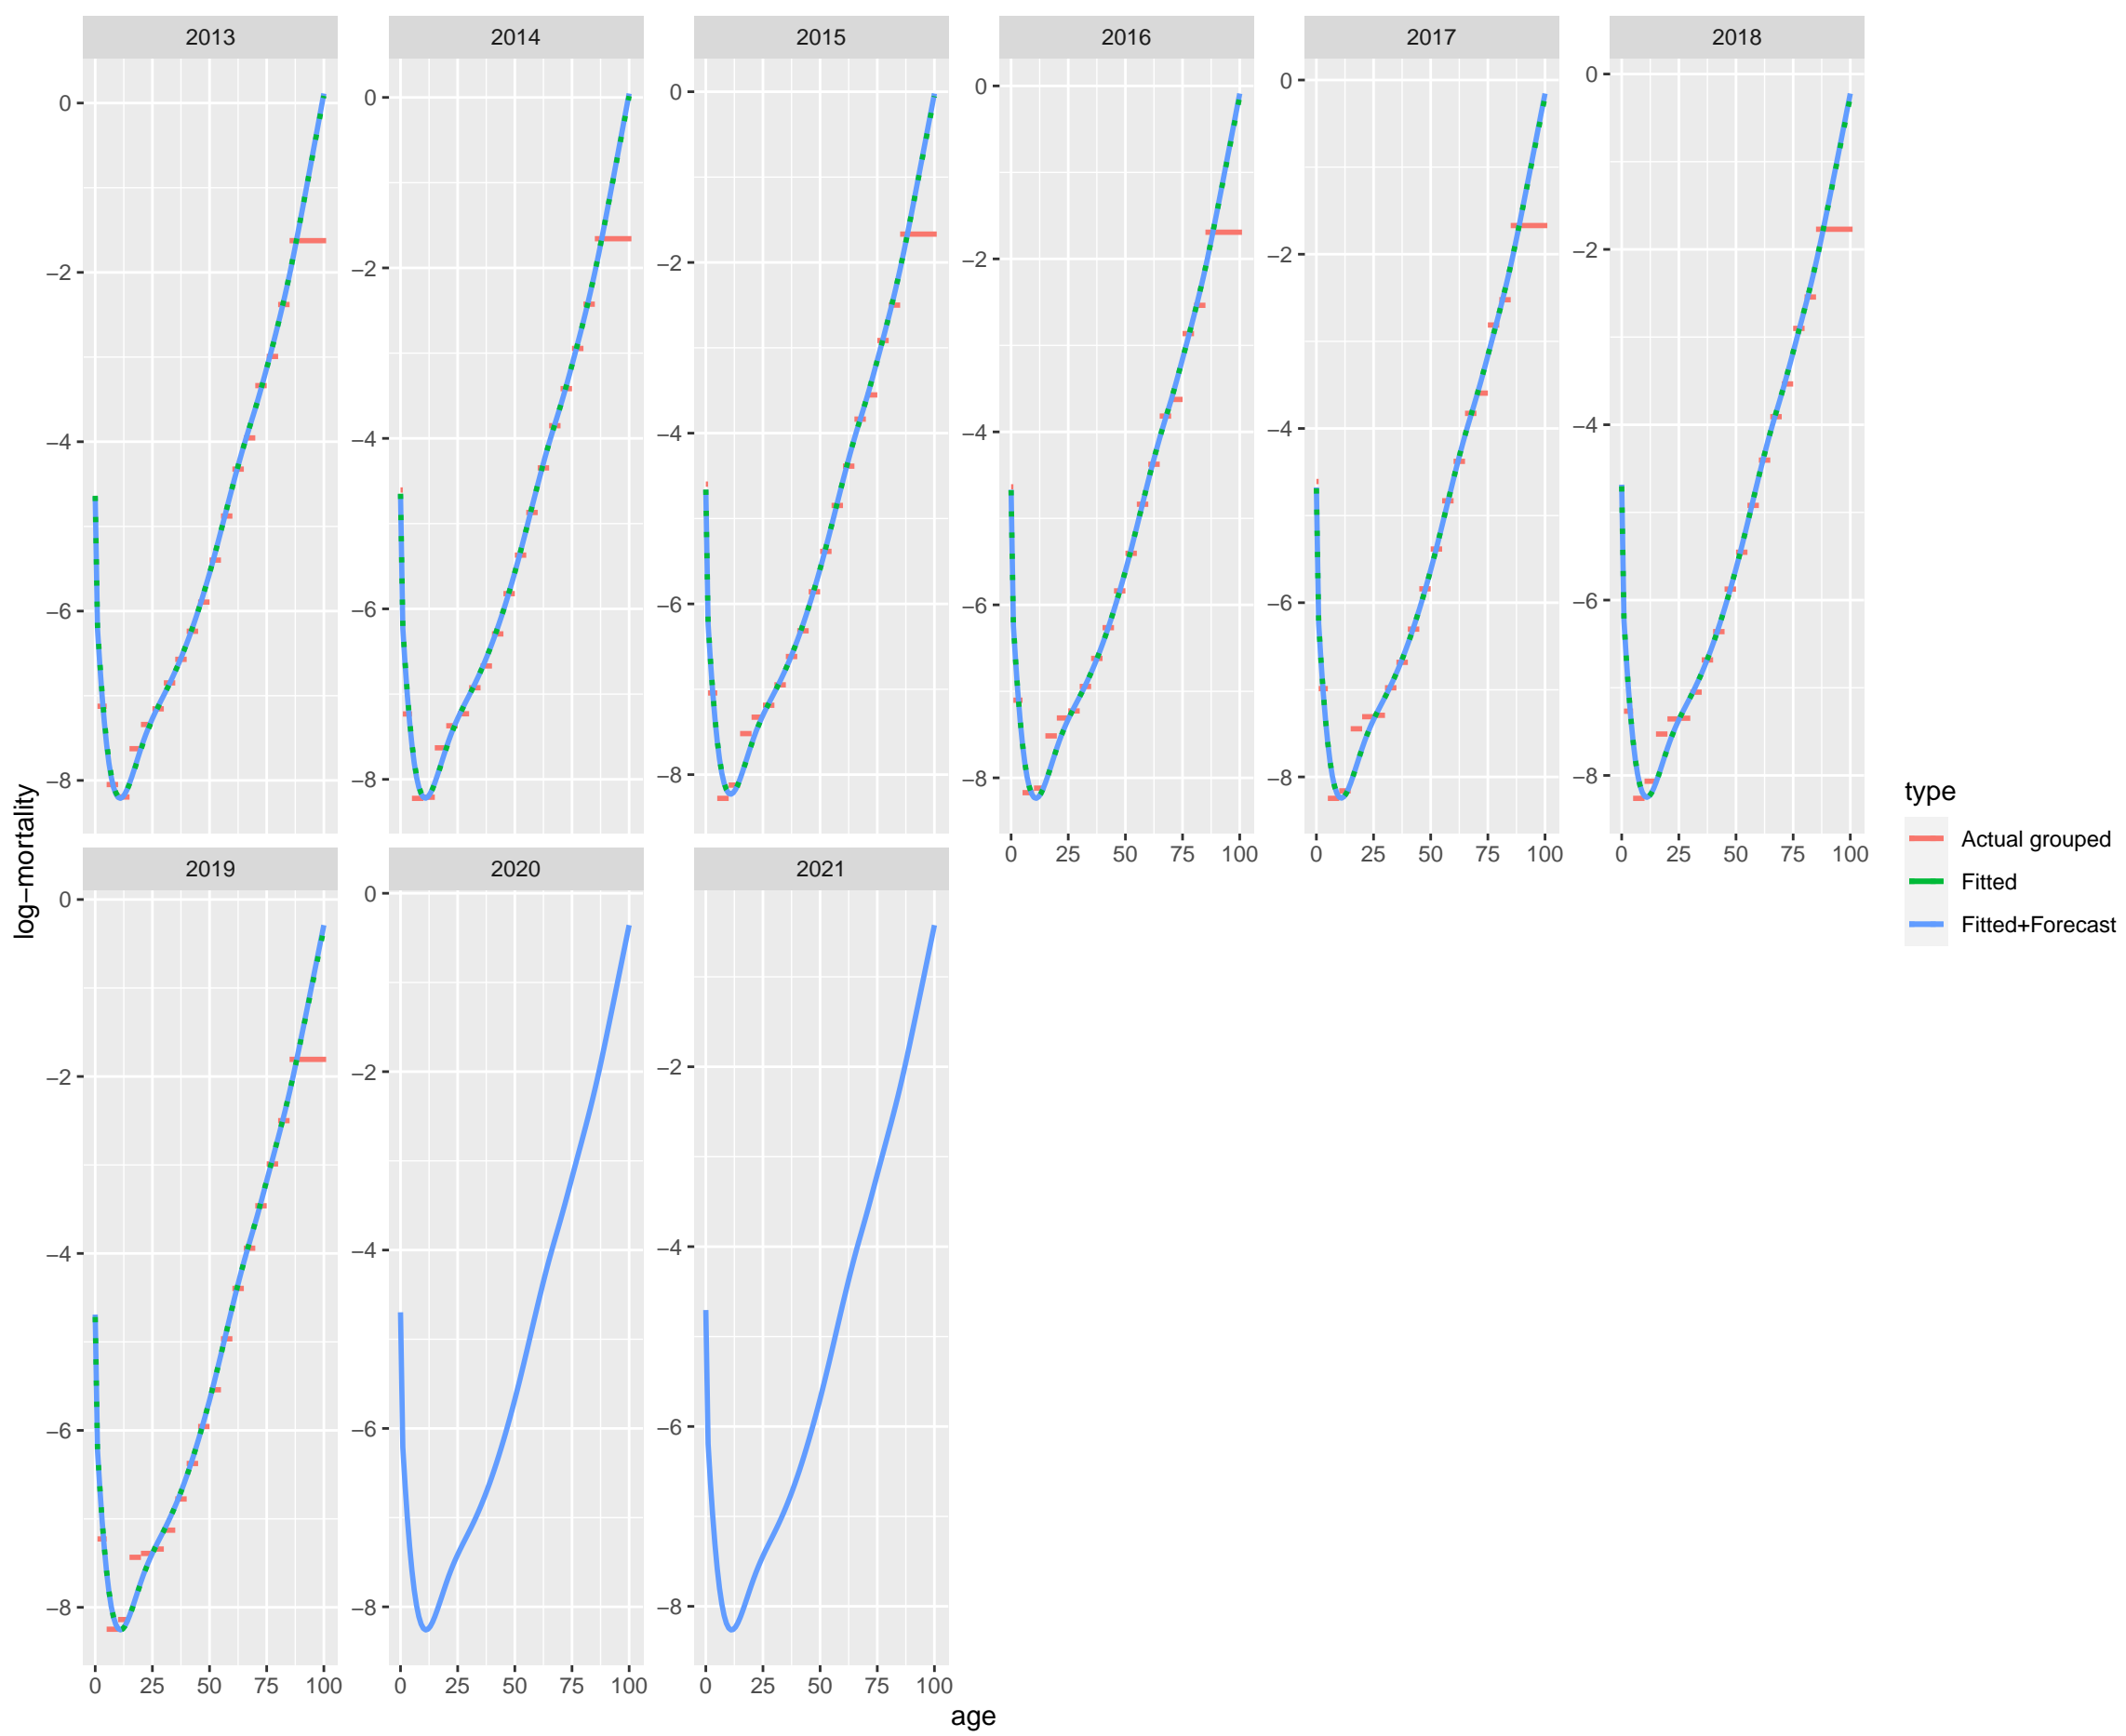 2013 2014 2015 2016 2017 2018
0 0 0 0 0 0
−2 −2 −2 −2 −2 −2
−4 −4 −4 −4 −4 −4
−6 −6 −6 −6 −6 −6
−8 −8 −8 −8 −8 −8
0 25 50 75 100 0 25 50 75 100 0 25 50 75 100
log−mortality
2019 2020 2021
0 0
−2 −2 −2
−4 −4 −4
−6 −6 −6
−8 −8 −8
0 25 50 75 100 0 25 50 75 100 0 25 50 75 100
age
type
Actual grouped
Fitted
Fitted+Forecast